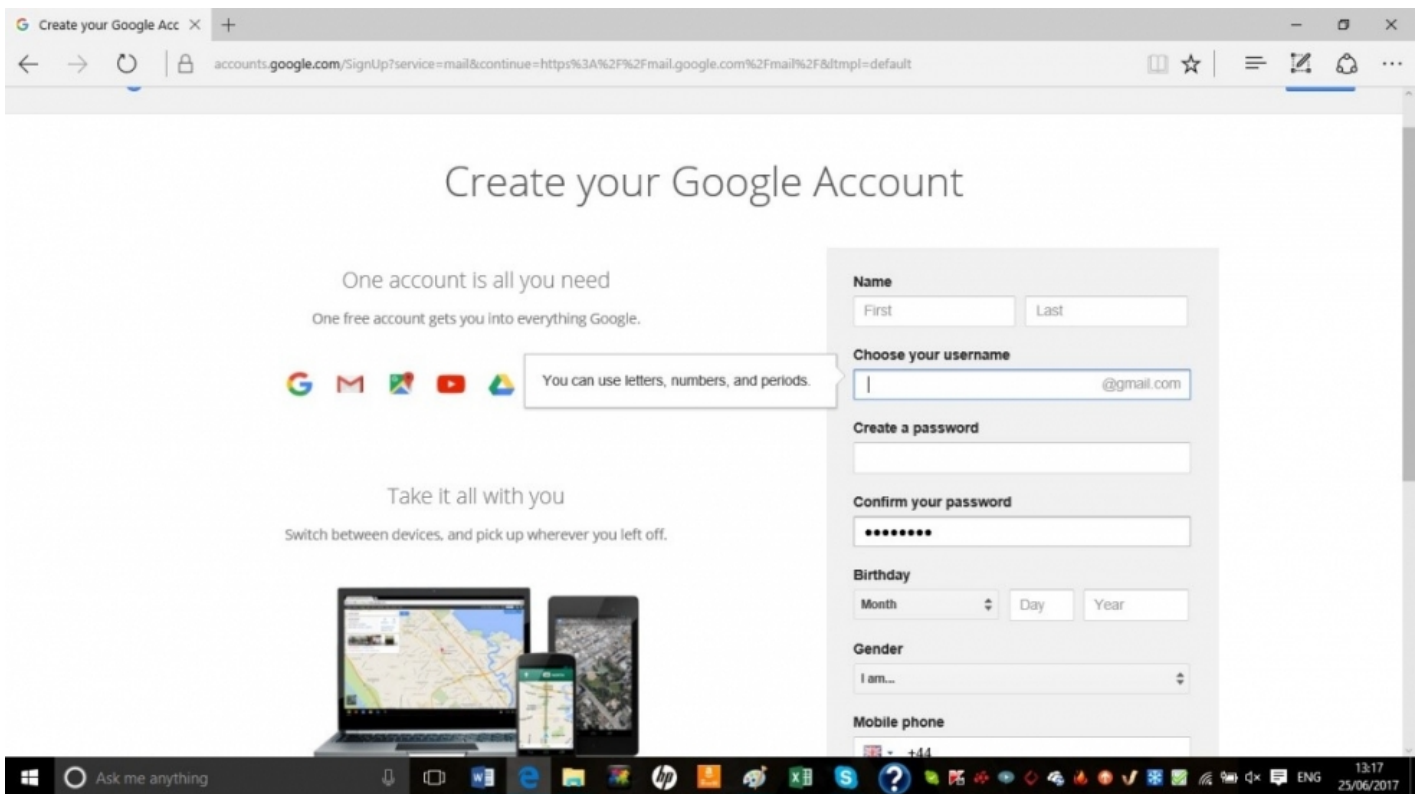 Create your Google Acc
accounts.google.com/SignUp?service=mail&continue=https%3A%2F%2Fmail.google.com%2Fmail%2F&dtmpl=default
Create your Google Account
One account is all you need
One free account gets you into everything Google.
You can use letters, numbers, and periods.
Take it all with you
Switch between devices, and pick up wherever you left off.
Name
First Last
Choose your username
@gmail.com
Create a password
Confirm your password
Birthday
Month Day Year
Gender
I am...
Mobile phone
+44
Ask me anything
ENG
13:17
25/06/2017